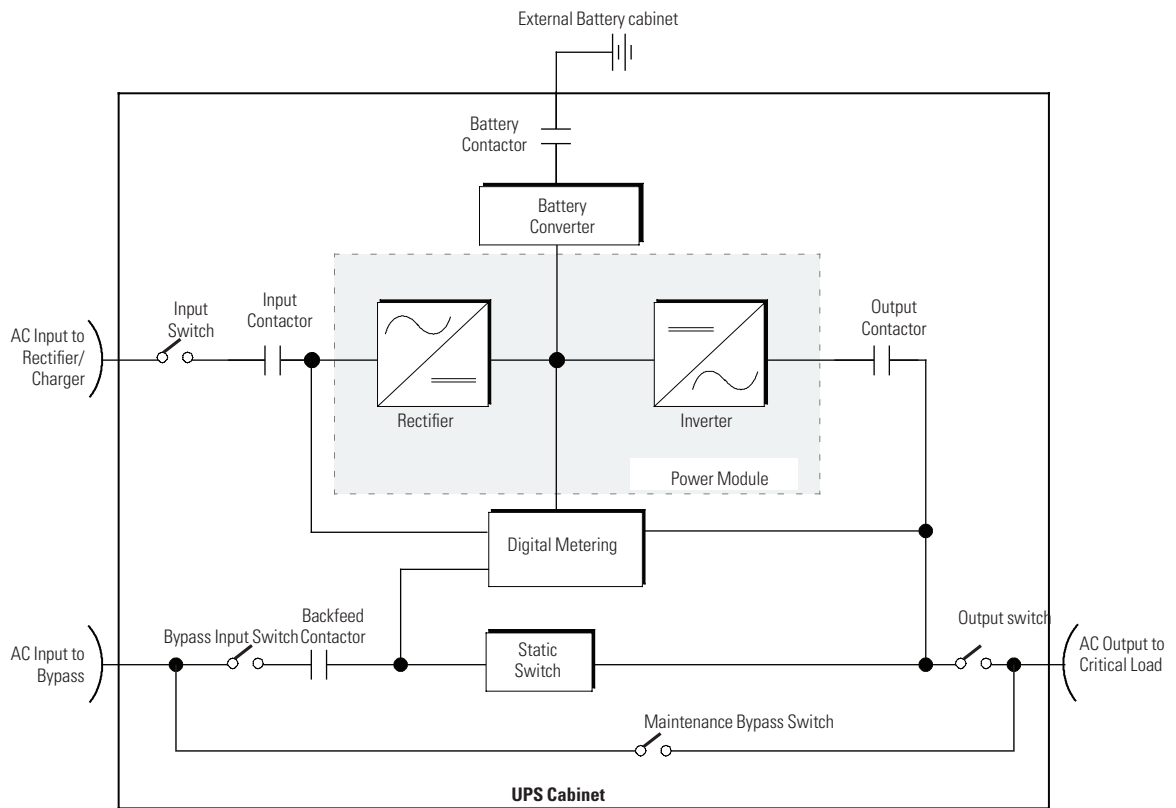 External Battery cabinet
Battery
Contactor
Battery
Converter
Input
Switch
Input
Contactor
Output
Contactor
AC Input to
Rectifier/
Charger
Rectifier
Inverter
Power Module
Digital Metering
Bypass Input Switch
Backfeed
Contactor
Static
Switch
Output switch
AC Input to
Bypass
AC Output to
Critical Load
Maintenance Bypass Switch
UPS Cabinet